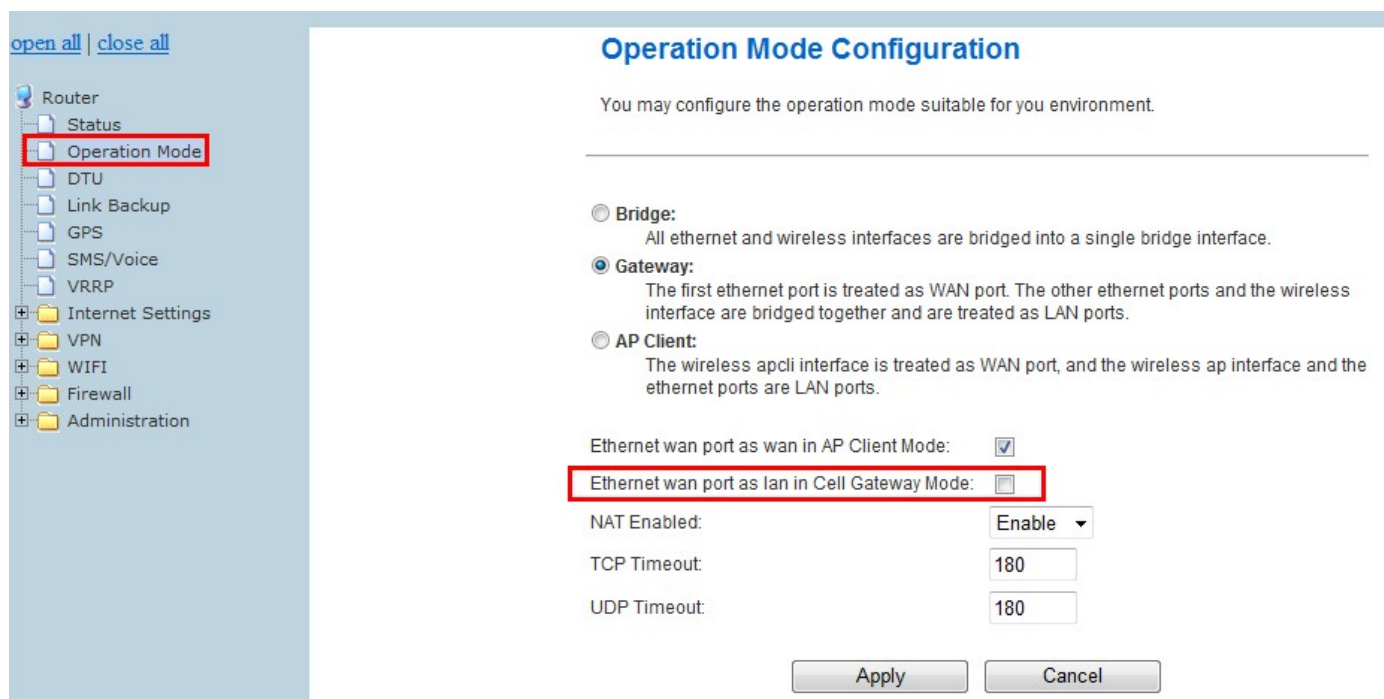 open all | close all
Router
Status
Operation Mode
DTU
Link Backup
GPS
SMS/Voice
VRRP
Internet Settings
VPN
WIFI
Firewall
Administration
Operation Mode Configuration
You may configure the operation mode suitable for you environment.
Bridge:
All ethernet and wireless interfaces are bridged into a single bridge interface.
Gateway:
The first ethernet port is treated as WAN port. The other ethernet ports and the wireless
interface are bridged together and are treated as LAN ports.
AP Client:
The wireless apcli interface is treated as WAN port, and the wireless ap interface and the
ethernet ports are LAN ports.
Ethernet wan port as wan in AP Client Mode:
Ethernet wan port as lan in Cell Gateway Mode:
NAT Enabled: Enable
TCP Timeout: 180
UDP Timeout: 180
Apply Cancel